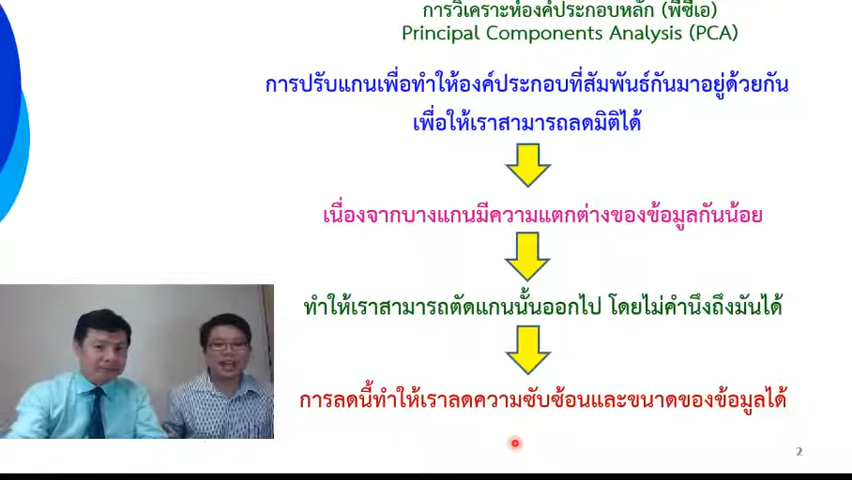 การวิเคราะห์องค์ประกอบหลัก (พีซีเอ)
Principal Components Analysis (PCA)
การปรับแกนเพื่อทำให้องค์ประกอบที่สัมพันธ์กันมาอยู่ด้วยกัน
เพื่อให้เราสามารถลดมิติได้
เนื่องจากบางแกนมีความแตกต่างของข้อมูลกันน้อย
ทำให้เราสามารถตัดแกนนั้นออกไป โดยไม่คำนึงถึงมันได้
การลดนี้ทำให้เราลดความซับซ้อนและขนาดของข้อมูลได้
2